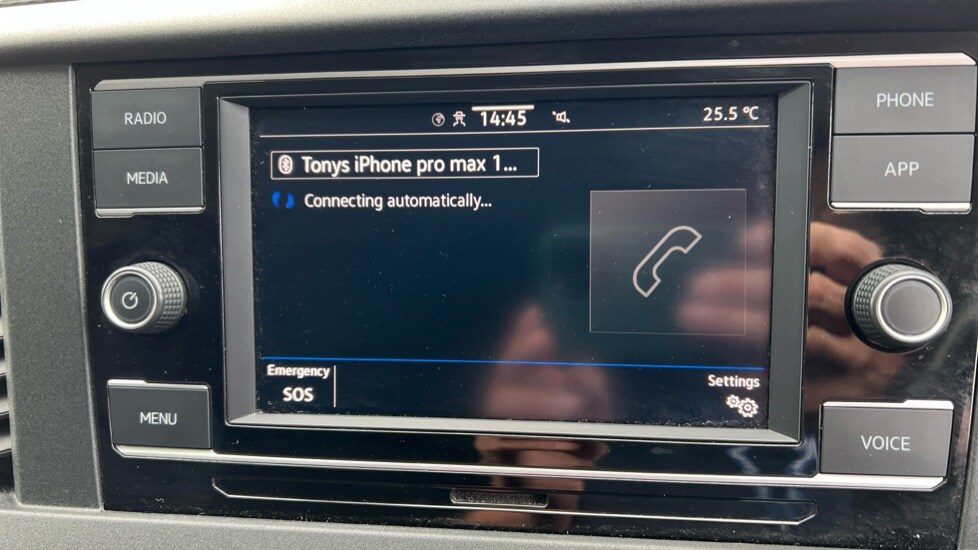 RADIO
MEDIA
MENU
14:45
25.5 °C
Tonys iPhone pro max 1...
Connecting automatically...
Emergency
SOS
Settings
PHONE
APP
VOICE